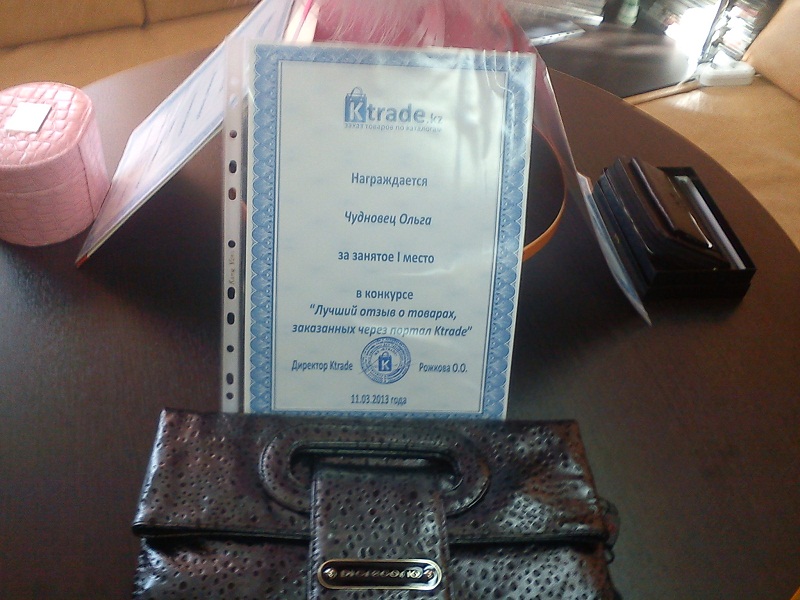 Ktrade.kz
заказ товаров по каталогам
Награждается
Чудновец Ольга
за занятое I место
в конкурсе
"Лучший отзыв о товарах,
заказанных через портал Ktrade"
Директор Ktrade
Рожкова О.О.
11.03.2013 года